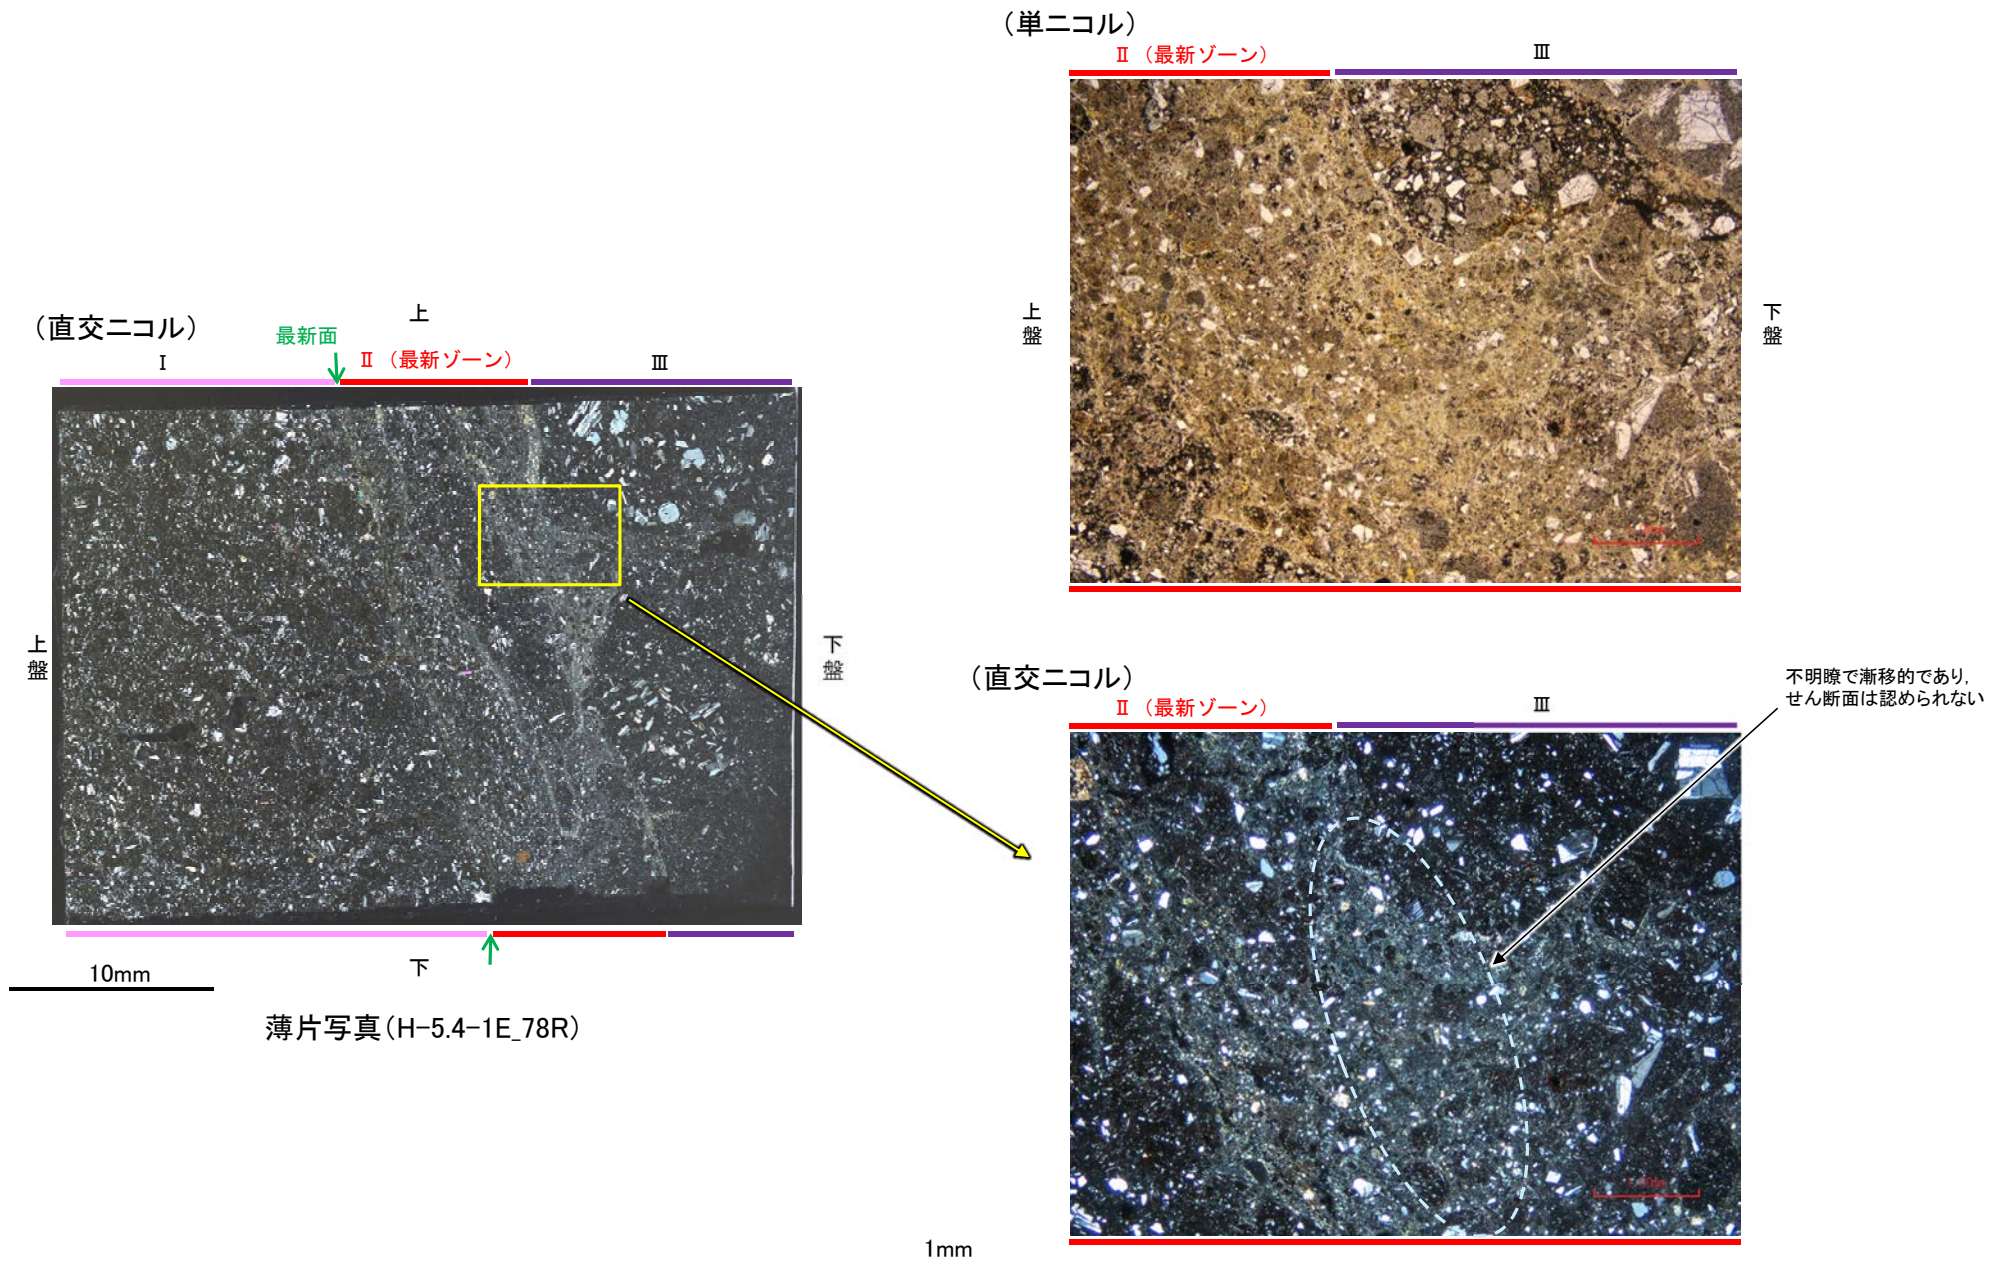 (単ニコル)
Ⅱ (最新ゾーン)
Ⅲ
上盤
下盤
(直交ニコル)
上
最新面
Ⅰ
Ⅱ (最新ゾーン)
Ⅲ
上盤
下盤
下
10mm
薄片写真(H-5.4-1E_78R)
(直交ニコル)
Ⅱ (最新ゾーン)
Ⅲ
不明瞭で漸移的であり,
せん断面は認められない
1mm